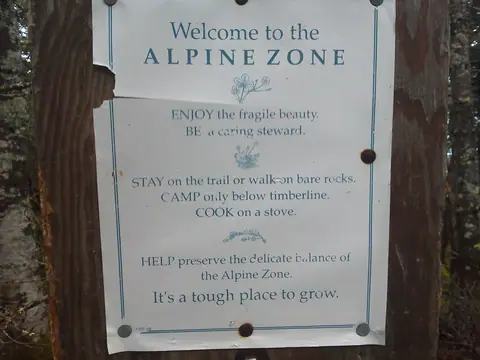 Welcome to the
ALPINE ZONE
ENJOY the fragile beauty.
BE a caring steward.
STAY on the trail or walk on bare rocks.
CAMP only below timberline.
COOK on a stove.
HELP preserve the delicate balance of
the Alpine Zone.
It's a tough place to grow.